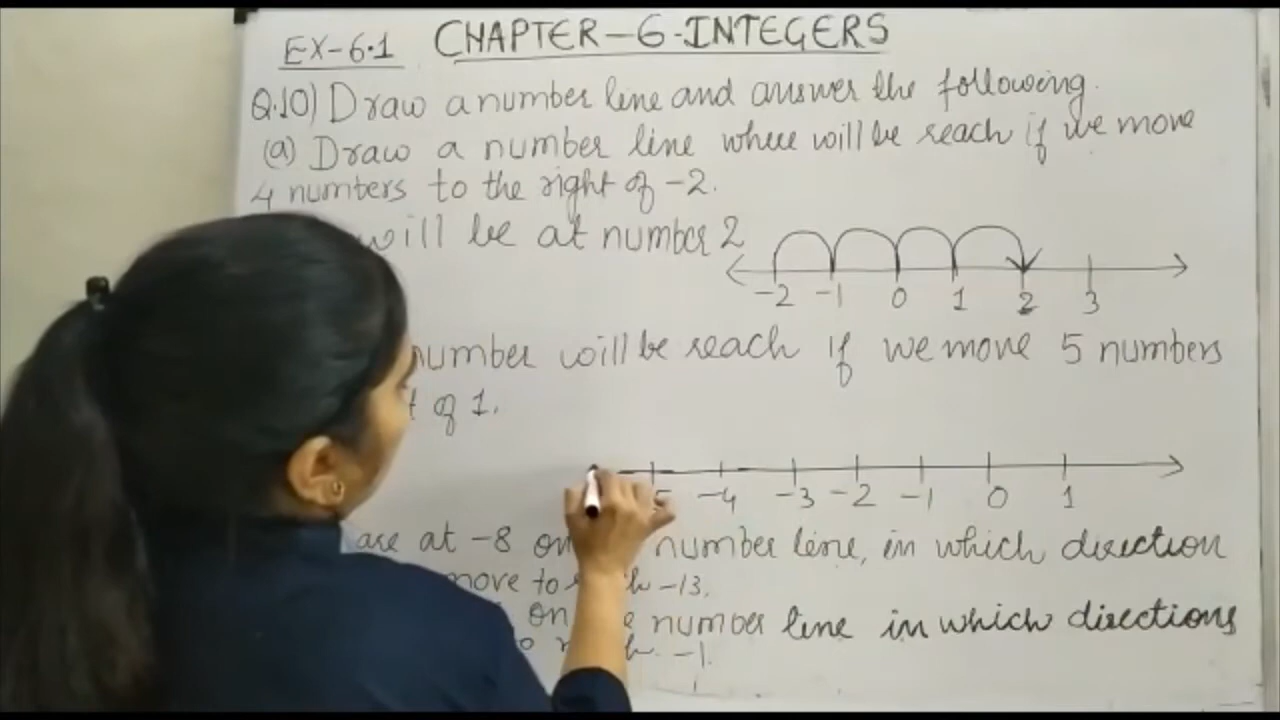 EX-6.1 CHAPTER-6-INTEGERS
Q.10) Draw a number line and answer the following.
(a) Draw a number line where will be reach if we move
4 numbers to the right of -2.
will be at number 2
-2 -1 0 1 2 3
number will be reach if we move 5 numbers
of 1.
-4 -3 -2 -1 0 1
are at -8 on number line, in which direction
move to -13.
on number line in which directions
-1.